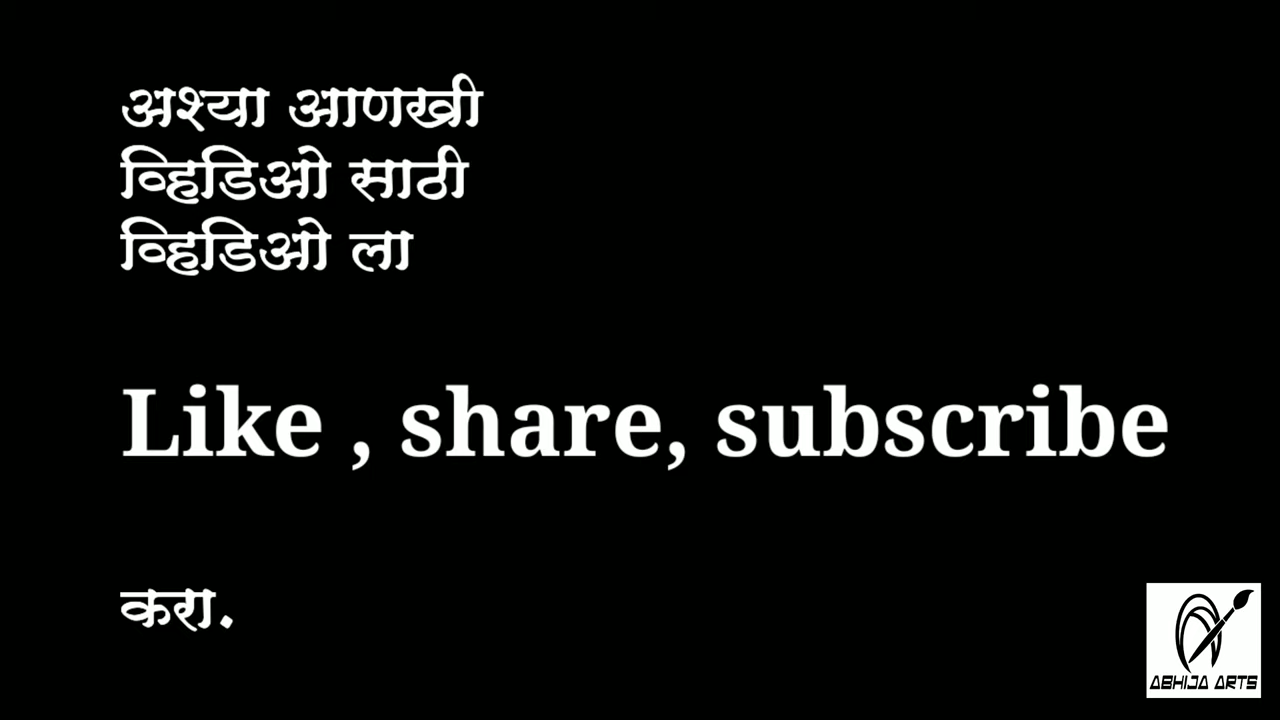 अश्या आणखी
व्हिडिओ साठी
व्हिडिओ ला
Like , share, subscribe
करा.
ABHIJA ARTS